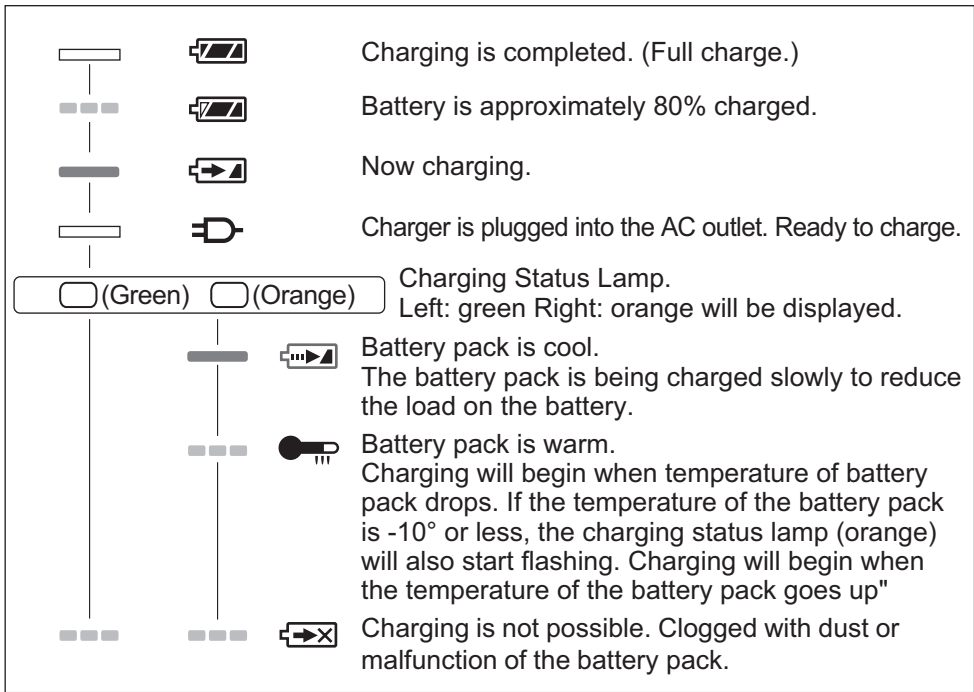 Charging is completed. (Full charge.)
Battery is approximately 80% charged.
Now charging.
Charger is plugged into the AC outlet. Ready to charge.
(Green) (Orange)
Charging Status Lamp.
Left: green Right: orange will be displayed.
Battery pack is cool.
The battery pack is being charged slowly to reduce
the load on the battery.
Battery pack is warm.
Charging will begin when temperature of battery
pack drops. If the temperature of the battery pack
is -10° or less, the charging status lamp (orange)
will also start flashing. Charging will begin when
the temperature of the battery pack goes up"
Charging is not possible. Clogged with dust or
malfunction of the battery pack.